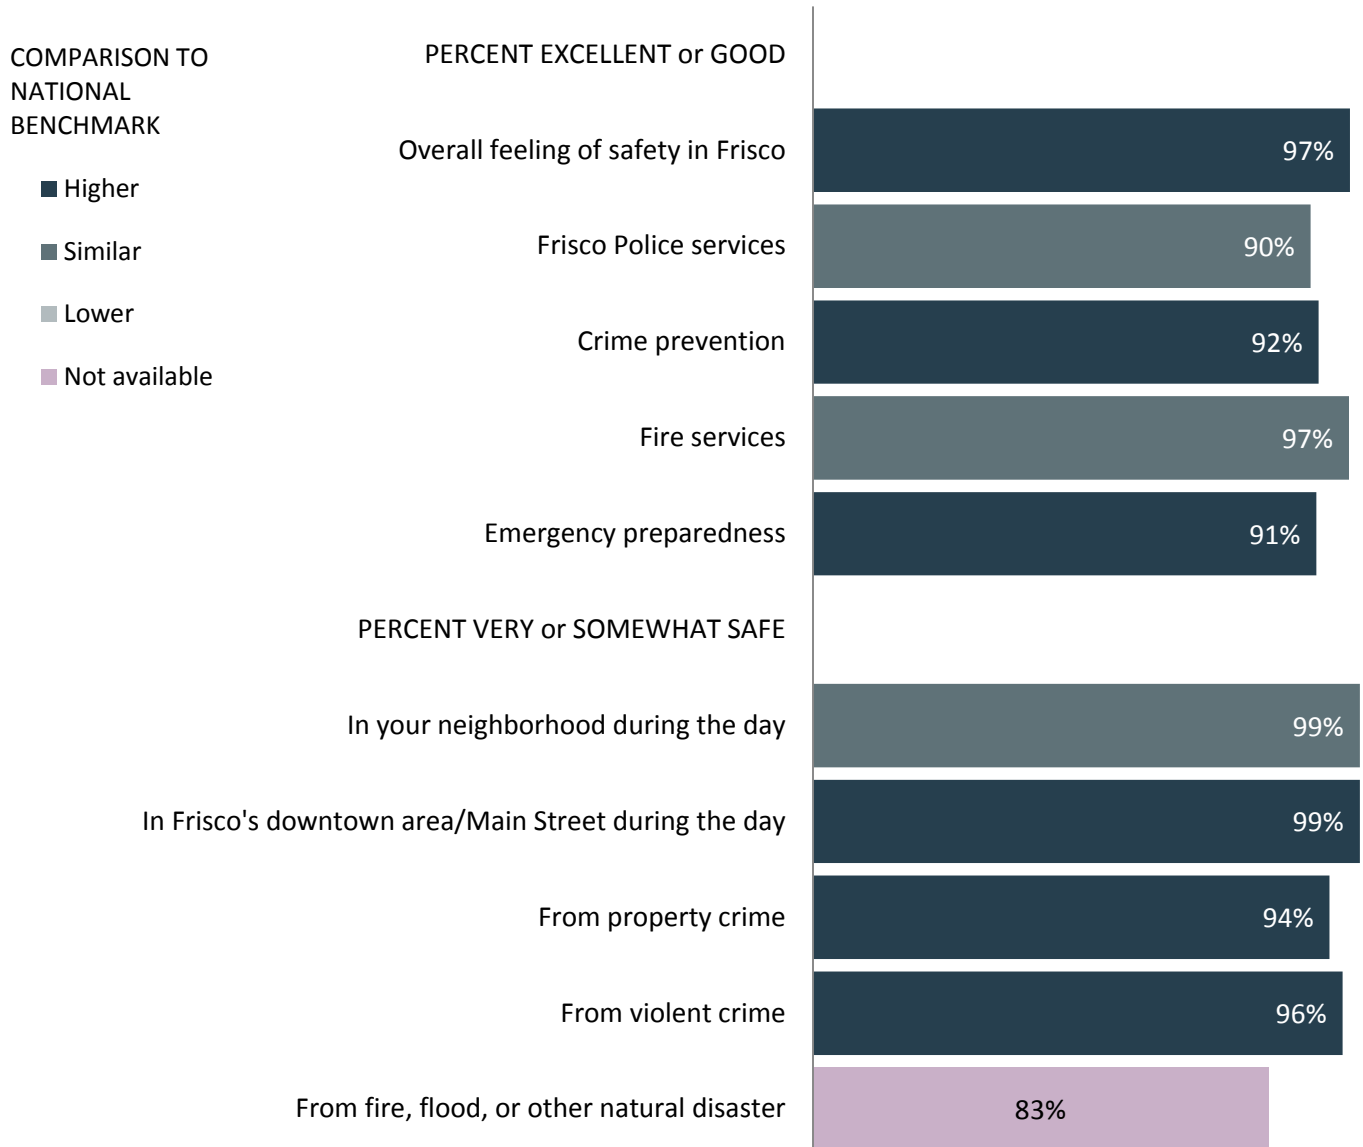 COMPARISON TO
NATIONAL
BENCHMARK
Higher
Similar
Lower
Not available
PERCENT EXCELLENT or GOOD
Overall feeling of safety in Frisco 97%
Frisco Police services 90%
Crime prevention 92%
Fire services 97%
Emergency preparedness 91%
PERCENT VERY or SOMEWHAT SAFE
In your neighborhood during the day 99%
In Frisco's downtown area/Main Street during the day 99%
From property crime 94%
From violent crime 96%
From fire, flood, or other natural disaster 83%